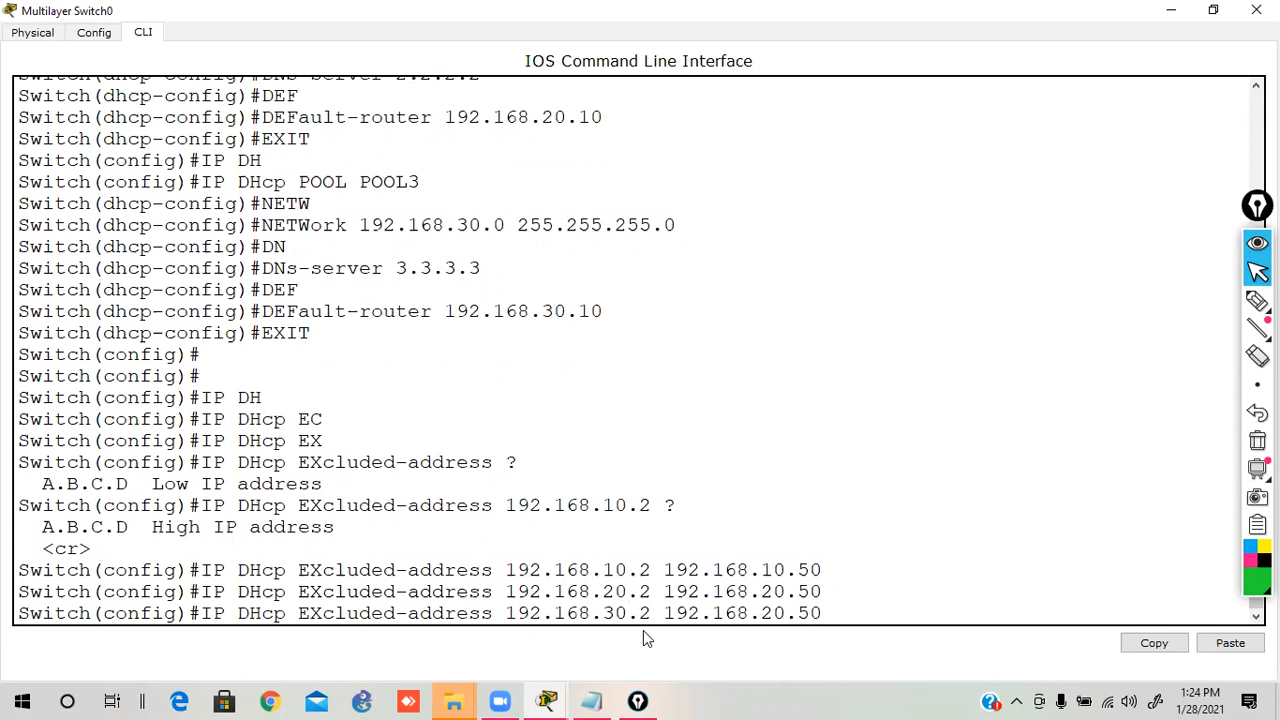 Multilayer Switch0
Physical Config CLI
IOS Command Line Interface
Switch(dhcp-config)#DEF
Switch(dhcp-config)#DEFault-router 192.168.20.10
Switch(dhcp-config)#EXIT
Switch(config)#IP DH
Switch(config)#IP DHcp POOL POOL3
Switch(dhcp-config)#NETW
Switch(dhcp-config)#NETWork 192.168.30.0 255.255.255.0
Switch(dhcp-config)#DN
Switch(dhcp-config)#DNs-server 3.3.3.3
Switch(dhcp-config)#DEF
Switch(dhcp-config)#DEFault-router 192.168.30.10
Switch(dhcp-config)#EXIT
Switch(config)#
Switch(config)#
Switch(config)#IP DH
Switch(config)#IP DHcp EC
Switch(config)#IP DHcp EX
Switch(config)#IP DHcp EXcluded-address ?
A.B.C.D Low IP address
Switch(config)#IP DHcp EXcluded-address 192.168.10.2 ?
A.B.C.D High IP address
<cr>
Switch(config)#IP DHcp EXcluded-address 192.168.10.2 192.168.10.50
Switch(config)#IP DHcp EXcluded-address 192.168.20.2 192.168.20.50
Switch(config)#IP DHcp EXcluded-address 192.168.30.2 192.168.20.50
Copy Paste
1:24 PM
1/28/2021